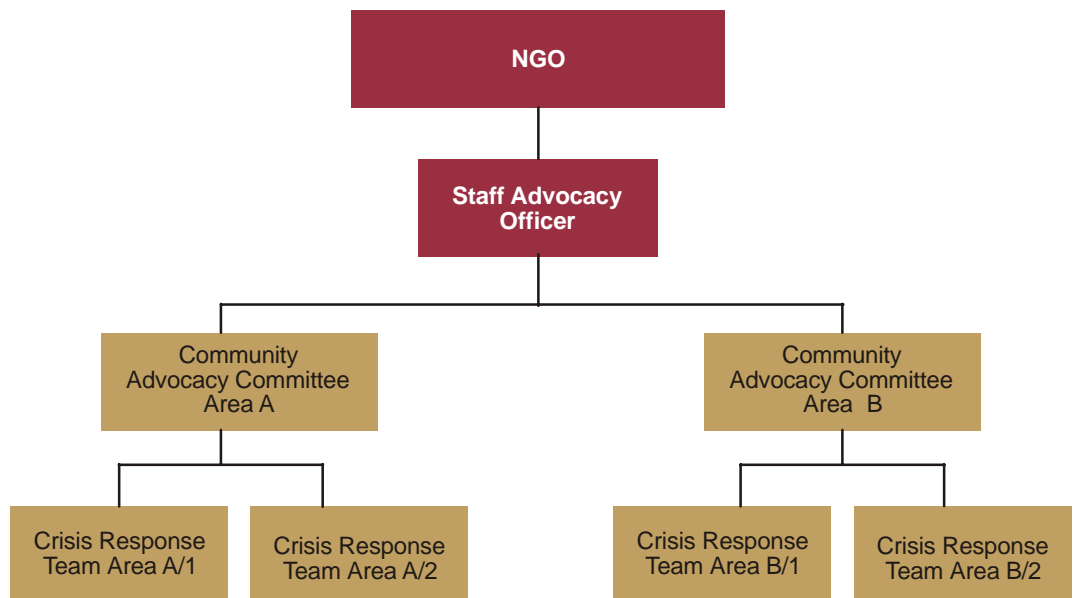 NGO
Staff Advocacy
Officer
Community
Advocacy Committee
Area A
Community
Advocacy Committee
Area  B
Crisis Response
Team Area A/1
Crisis Response
Team Area A/2
Crisis Response
Team Area B/1
Crisis Response
Team Area B/2